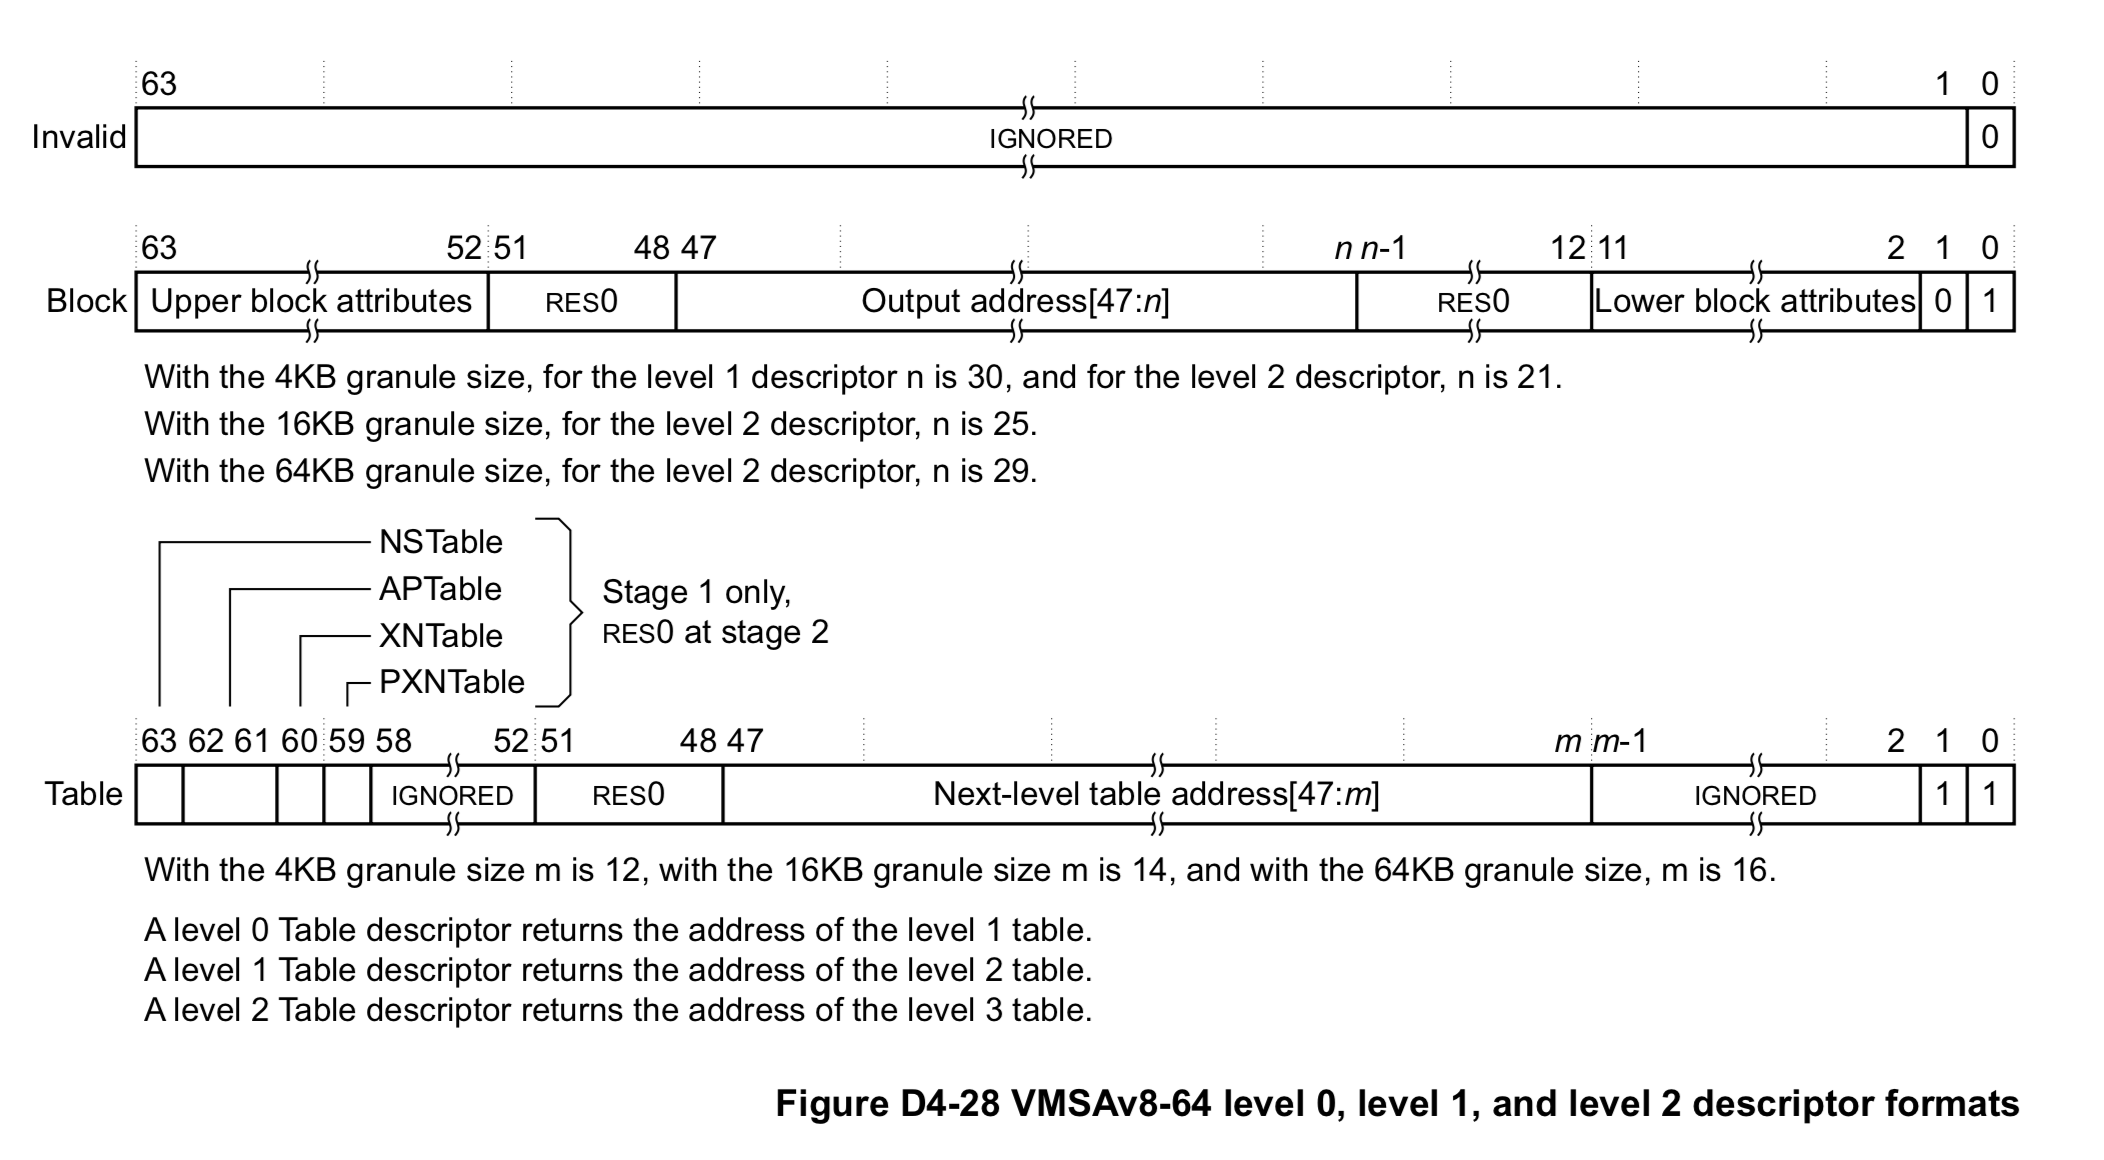 63 1 0
Invalid IGNORED 0
63 52 51 48 47 n n-1 12 11 2 1 0
Block Upper block attributes RES0 Output address[47:n] RES0 Lower block attributes 0 1
With the 4KB granule size, for the level 1 descriptor n is 30, and for the level 2 descriptor, n is 21.
With the 16KB granule size, for the level 2 descriptor, n is 25.
With the 64KB granule size, for the level 2 descriptor, n is 29.
NSTable
APTable
XNTable
PXNTable
Stage 1 only,
RES0 at stage 2
63 62 61 60 59 58 52 51 48 47 m m-1 2 1 0
Table IGNORED RES0 Next-level table address[47:m] IGNORED 1 1
With the 4KB granule size m is 12, with the 16KB granule size m is 14, and with the 64KB granule size, m is 16.
A level 0 Table descriptor returns the address of the level 1 table.
A level 1 Table descriptor returns the address of the level 2 table.
A level 2 Table descriptor returns the address of the level 3 table.
Figure D4-28 VMSAv8-64 level 0, level 1, and level 2 descriptor formats